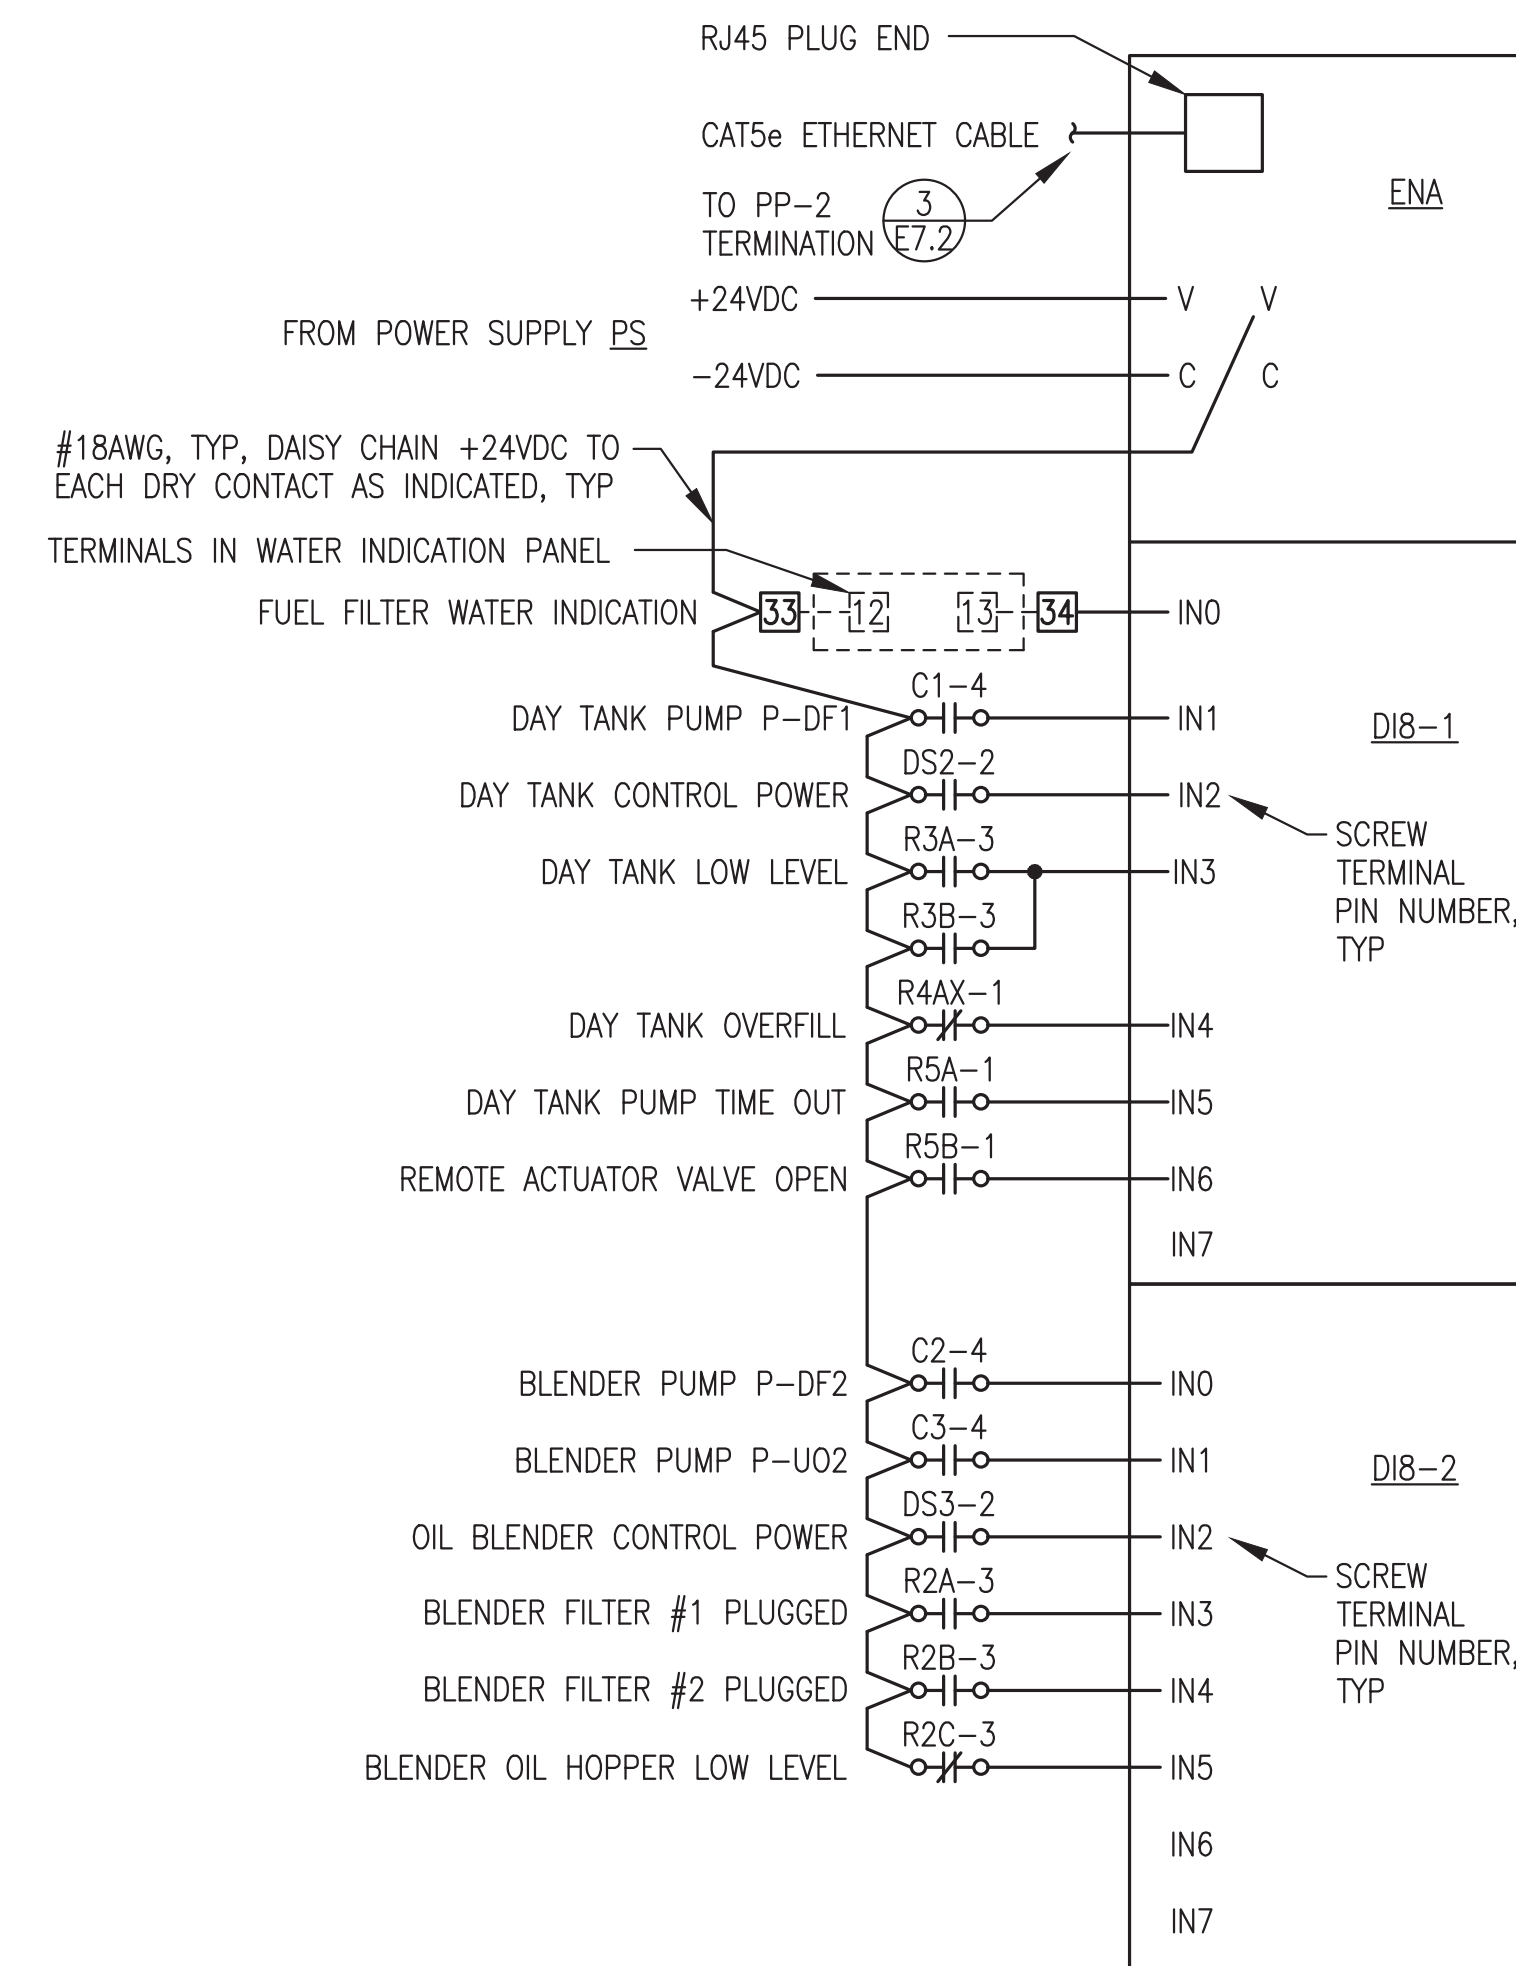 RJ45 PLUG END
CAT5e ETHERNET CABLE
TO PP-2
TERMINATION
3
E7.2
ENA
+24VDC
V
V
FROM POWER SUPPLY PS
-24VDC
C
C
#18AWG, TYP, DAISY CHAIN +24VDC TO
EACH DRY CONTACT AS INDICATED, TYP
TERMINALS IN WATER INDICATION PANEL
FUEL FILTER WATER INDICATION
33
12
13
34
IN0
C1-4
DAY TANK PUMP P-DF1
IN1
DI8-1
DS2-2
DAY TANK CONTROL POWER
IN2
SCREW
TERMINAL
PIN NUMBER,
TYP
R3A-3
DAY TANK LOW LEVEL
IN3
R3B-3
R4AX-1
DAY TANK OVERFILL
IN4
R5A-1
DAY TANK PUMP TIME OUT
IN5
R5B-1
REMOTE ACTUATOR VALVE OPEN
IN6
IN7
C2-4
BLENDER PUMP P-DF2
IN0
C3-4
BLENDER PUMP P-UO2
IN1
DI8-2
DS3-2
OIL BLENDER CONTROL POWER
IN2
SCREW
TERMINAL
PIN NUMBER,
TYP
R2A-3
BLENDER FILTER #1 PLUGGED
IN3
R2B-3
BLENDER FILTER #2 PLUGGED
IN4
R2C-3
BLENDER OIL HOPPER LOW LEVEL
IN5
IN6
IN7